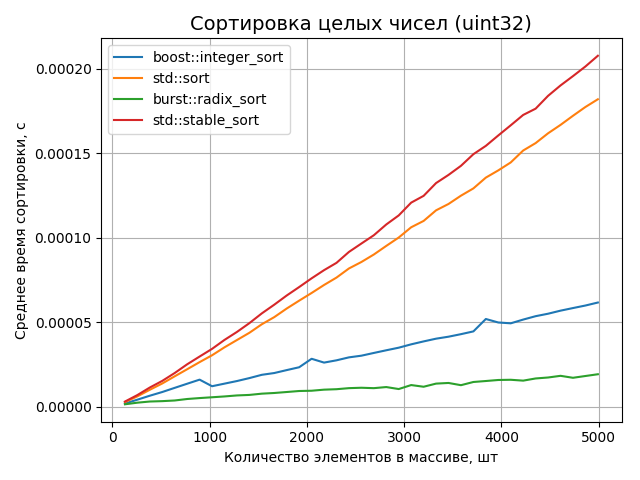 Сортировка целых чисел (uint32)
boost::integer_sort
std::sort
burst::radix_sort
std::stable_sort
Среднее время сортировки, с
0.00020
0.00015
0.00010
0.00005
0.00000
0 1000 2000 3000 4000 5000
Количество элементов в массиве, шт